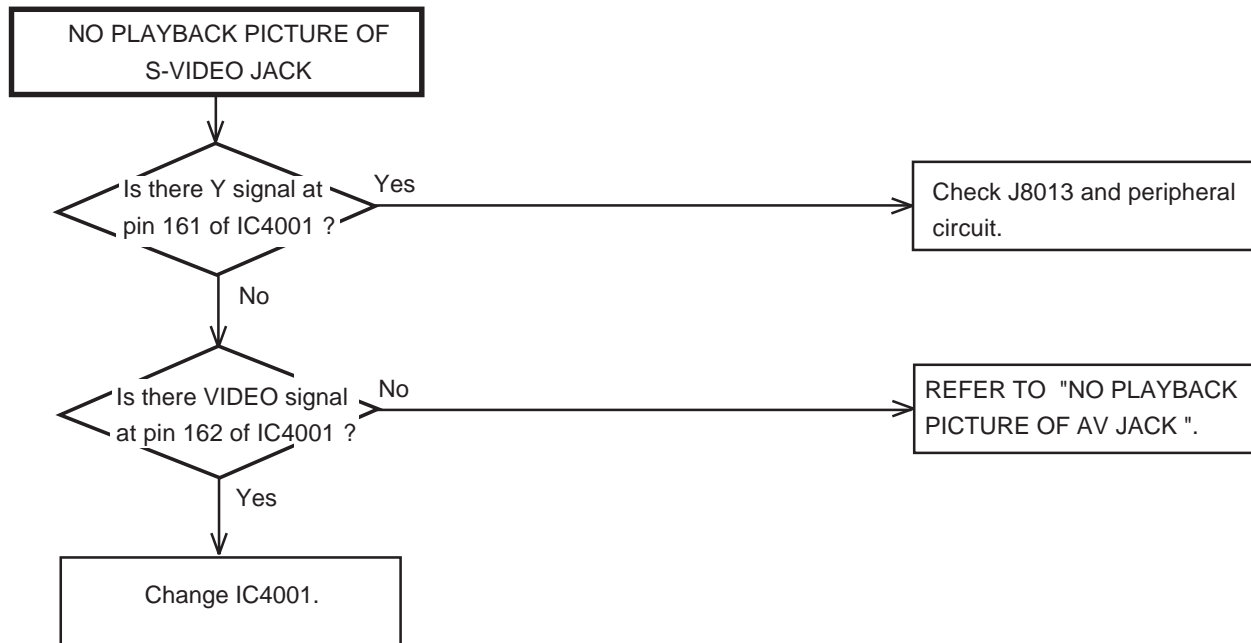 NO PLAYBACK PICTURE OF
S-VIDEO JACK
Is there Y signal at
pin 161 of IC4001 ?
Yes
Check J8013 and peripheral
circuit.
No
Is there VIDEO signal
at pin 162 of IC4001 ?
No
REFER TO "NO PLAYBACK
PICTURE OF AV JACK ".
Yes
Change IC4001.